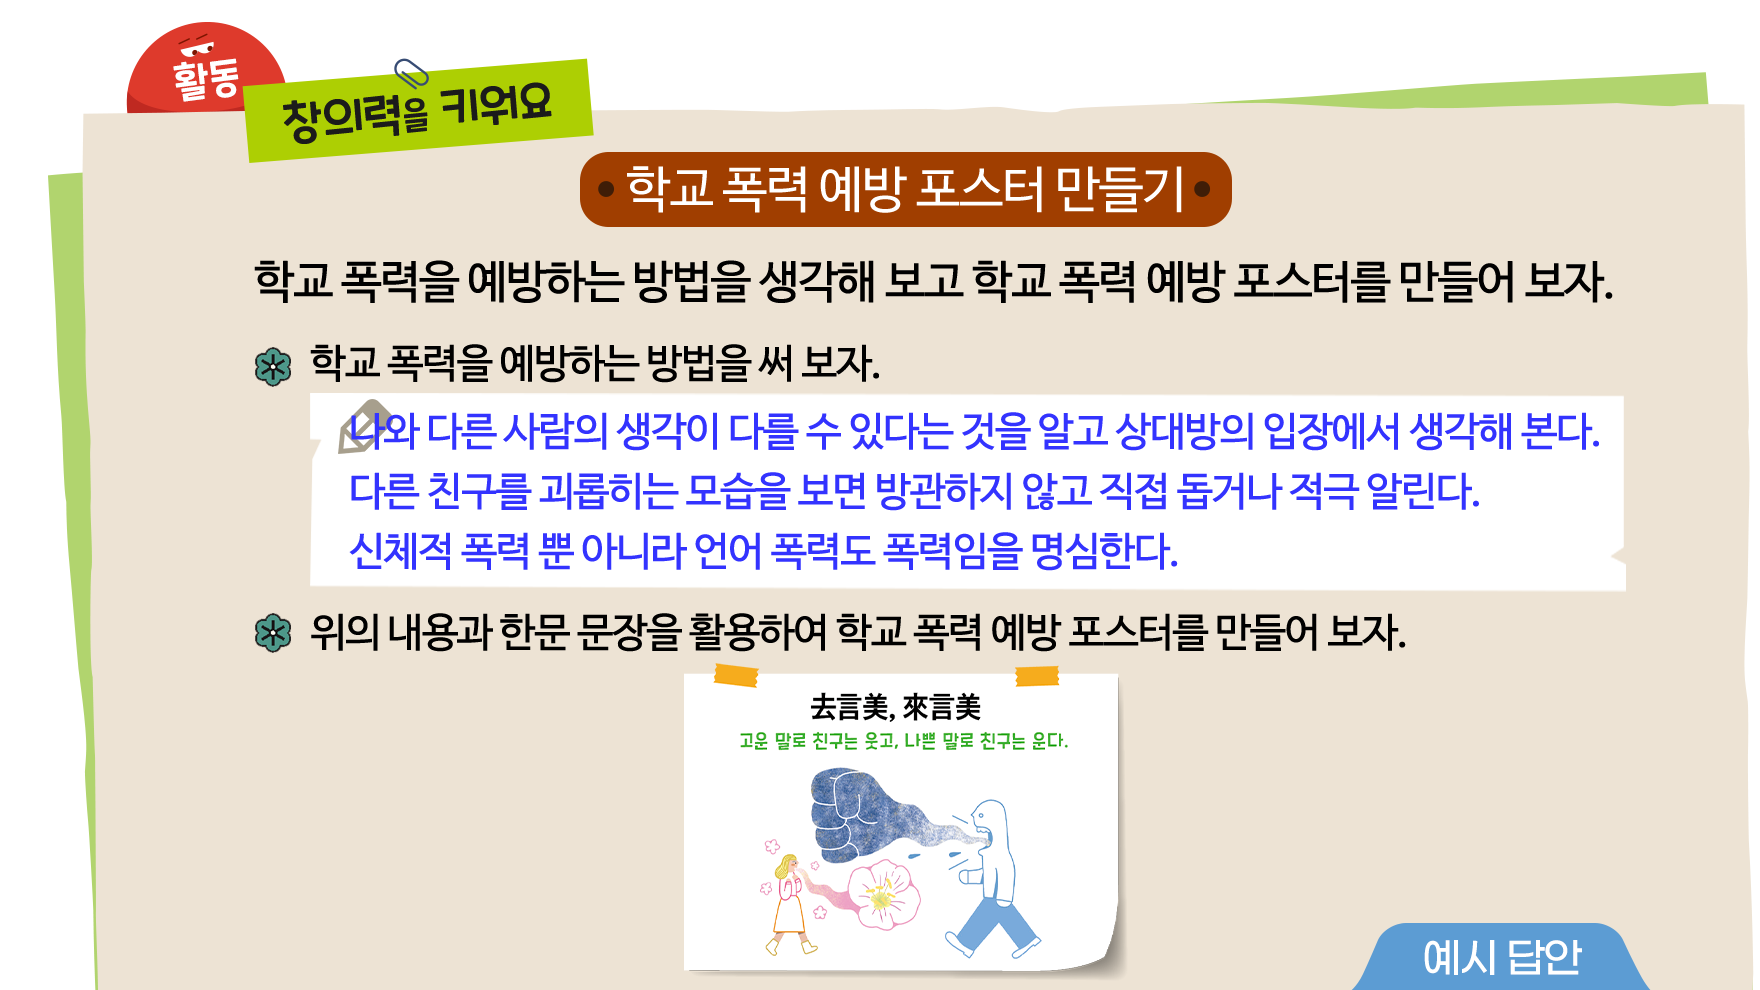 활동
창의력을 키워요
학교 폭력 예방 포스터 만들기
학교 폭력을 예방하는 방법을 생각해 보고 학교 폭력 예방 포스터를 만들어 보자.
학교 폭력을 예방하는 방법을 써 보자.
나와 다른 사람의 생각이 다를 수 있다는 것을 알고 상대방의 입장에서 생각해 본다.
다른 친구를 괴롭히는 모습을 보면 방관하지 않고 직접 돕거나 적극 알린다.
신체적 폭력 뿐 아니라 언어 폭력도 폭력임을 명심한다.
위의 내용과 한문 문장을 활용하여 학교 폭력 예방 포스터를 만들어 보자.
去言美, 來言美
고운 말로 친구는 웃고, 나쁜 말로 친구는 운다.
예시 답안